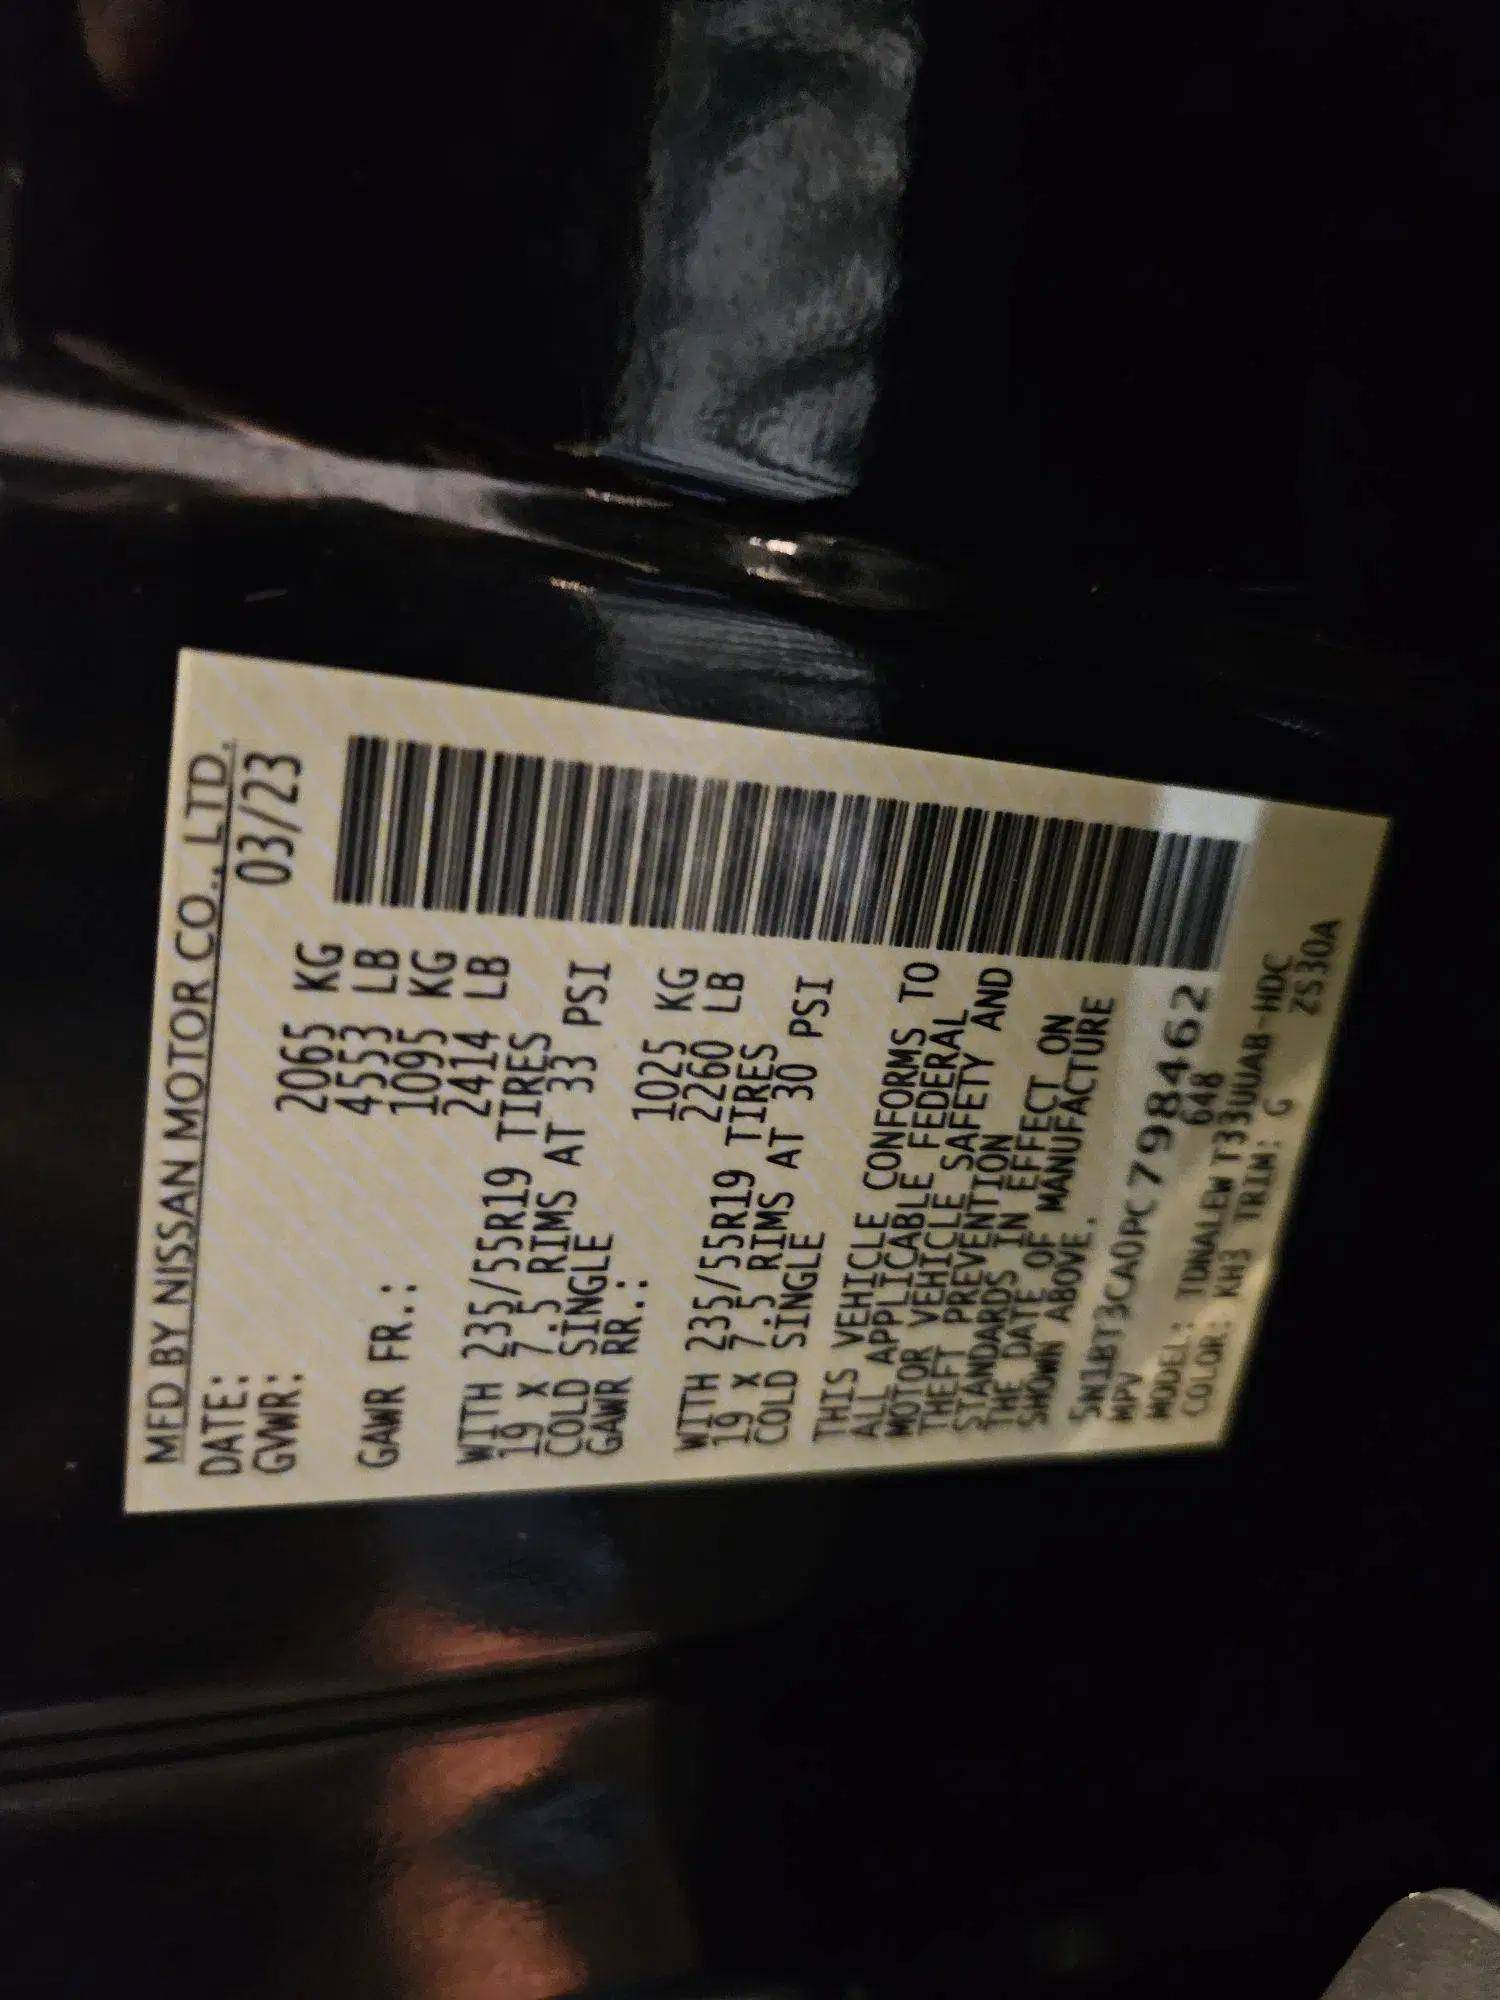 MFD BY NISSAN MOTOR CO., LTD.
DATE: 03/23
GVWR: 2065 KG
4553 LB
GAWR FR.: 1095 KG
2414 LB
WITH 235/55R19 TIRES
19 X 7.5 RIMS AT 33 PSI
COLD SINGLE
GAWR RR.: 1025 KG
2260 LB
WITH 235/55R19 TIRES
19 X 7.5 RIMS AT 30 PSI
COLD SINGLE
THIS VEHICLE CONFORMS TO
ALL APPLICABLE FEDERAL
MOTOR VEHICLE SAFETY AND
THEFT PREVENTION
STANDARDS IN EFFECT ON
THE DATE OF MANUFACTURE
SHOWN ABOVE.
5N1BT3CA0PC798462
MPV 648
MODEL: TDNALEW T33UUAB-HDC
COLOR: KH3 TRIM: G ZS30A